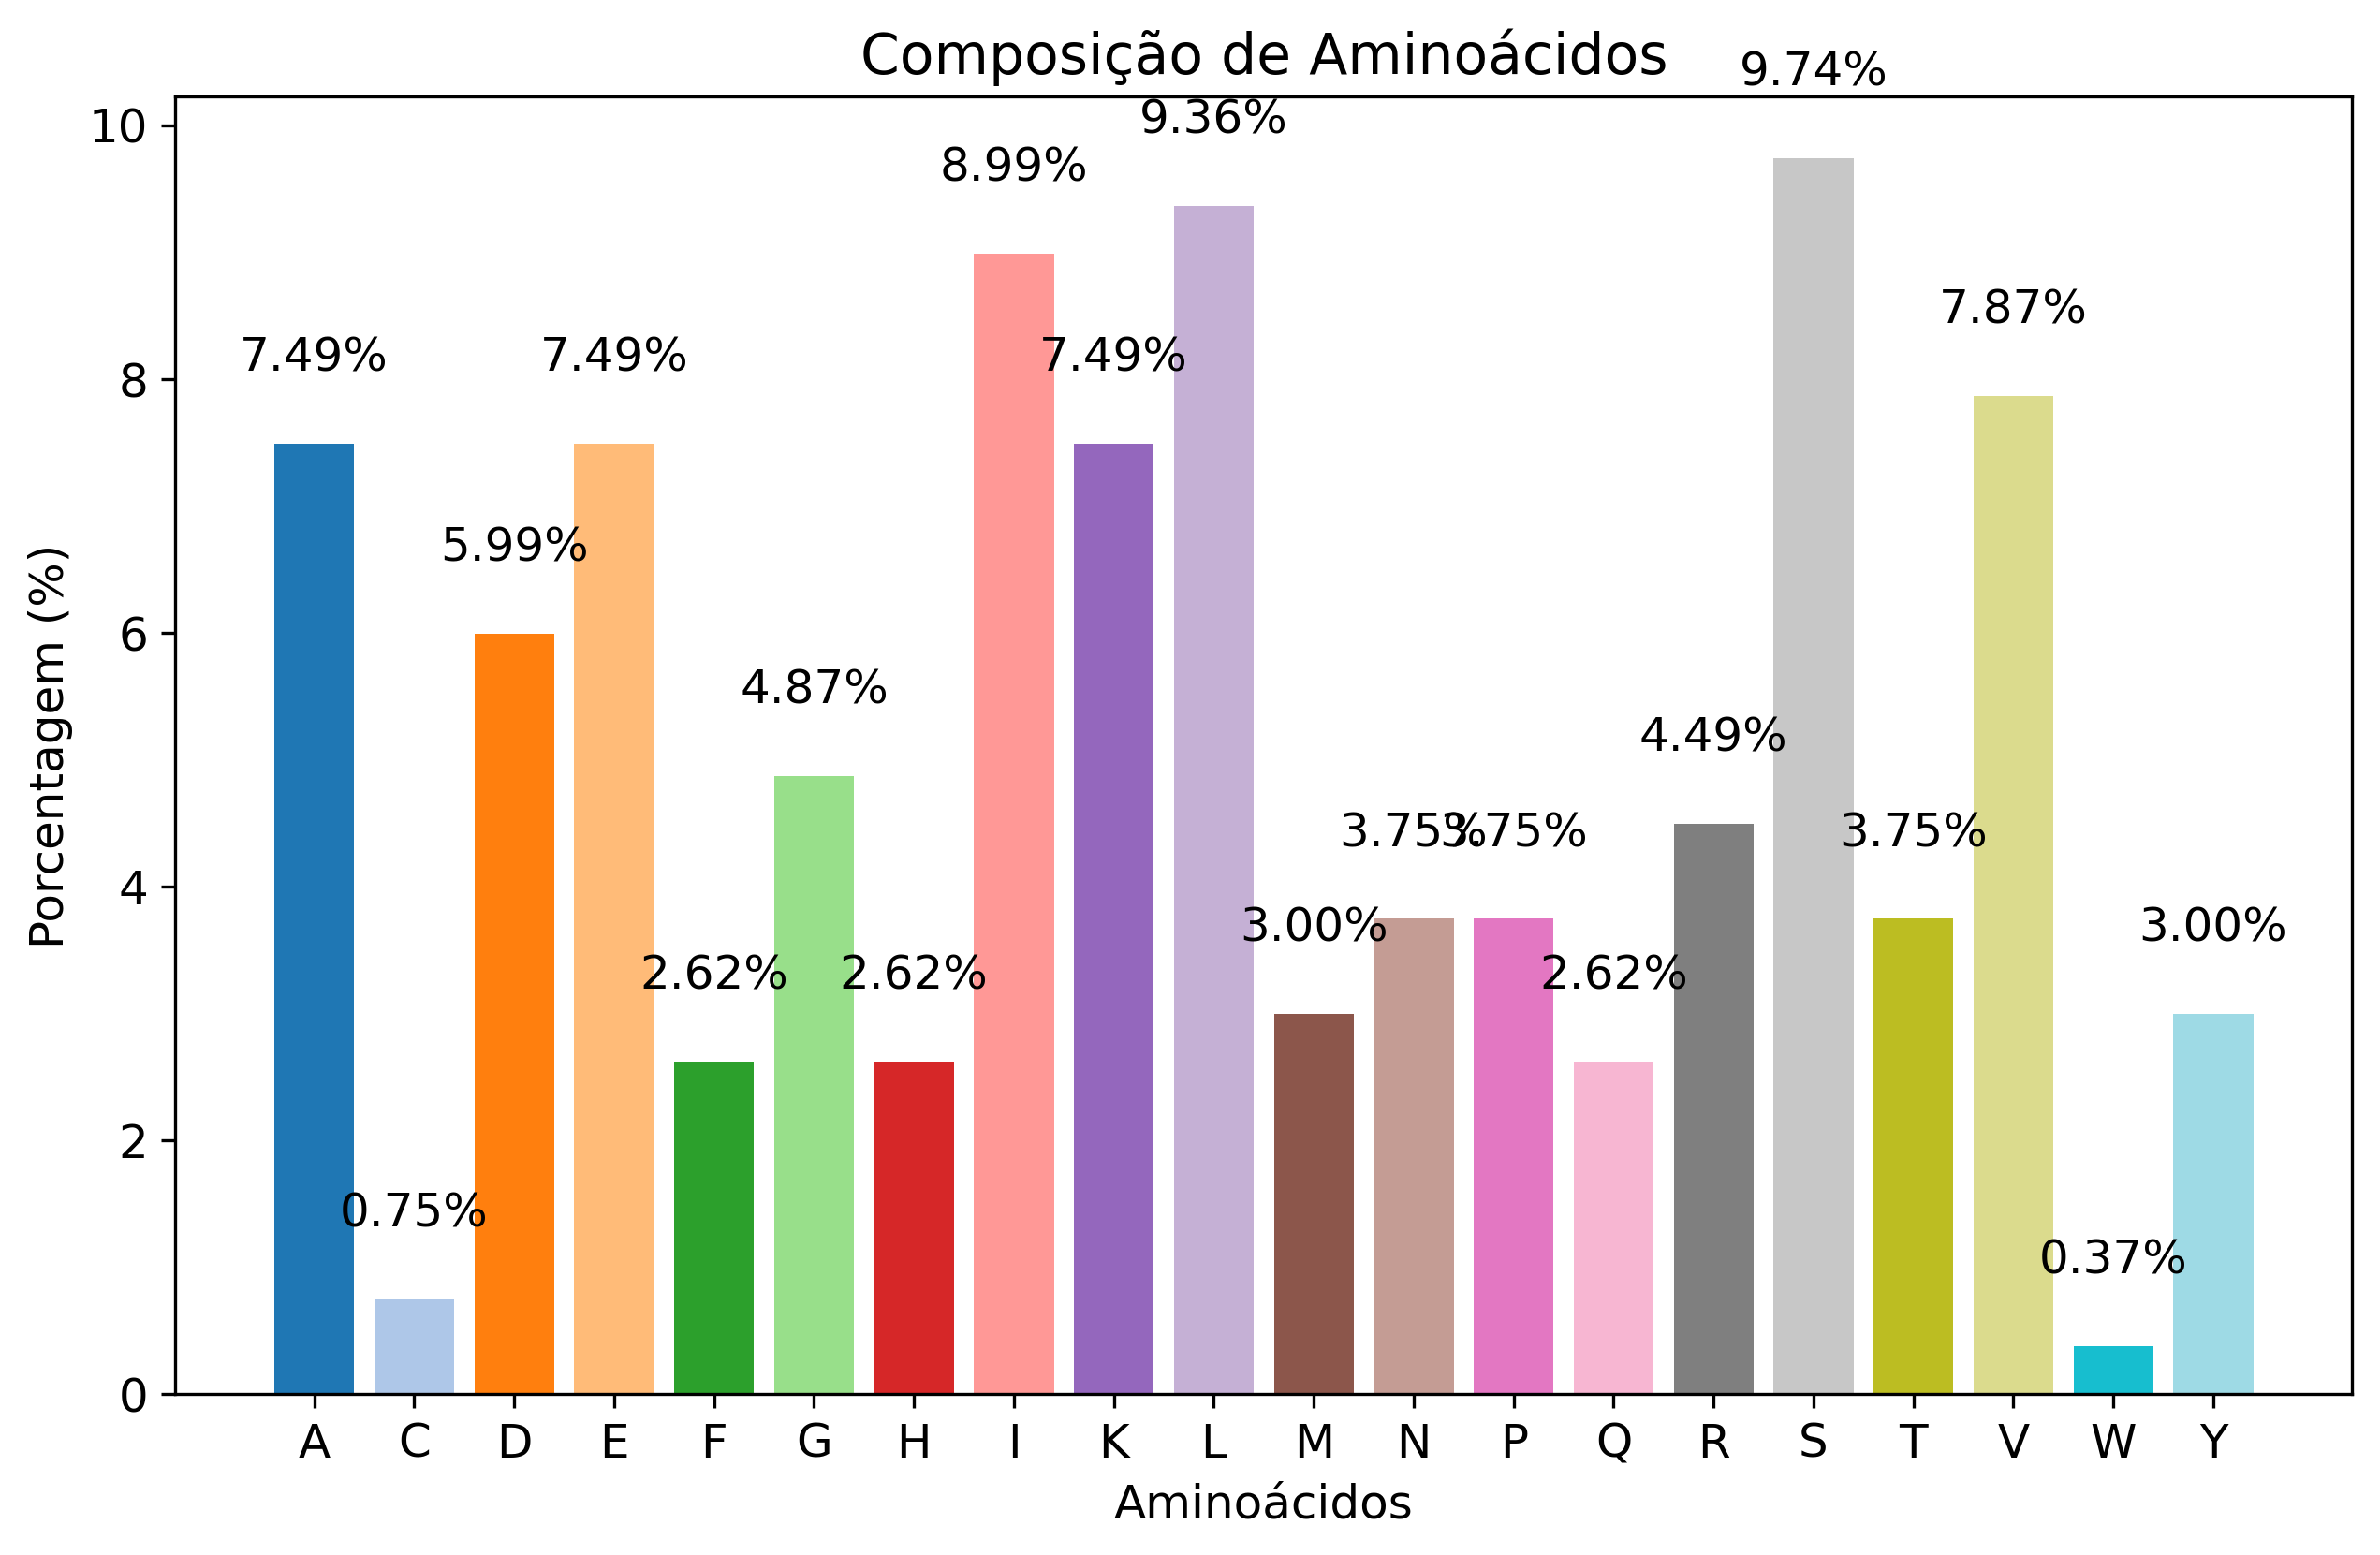 Composição de Aminoácidos
9.74%
9.36%
8.99%
7.87%
7.49% 7.49% 7.49%
5.99%
4.87%
4.49%
3.75% 3.75% 3.75%
3.00% 3.00%
2.62% 2.62% 2.62%
0.75%
0.37%
10
8
6
4
2
0
Porcentagem (%)
A C D E F G H I K L M N P Q R S T V W Y
Aminoácidos